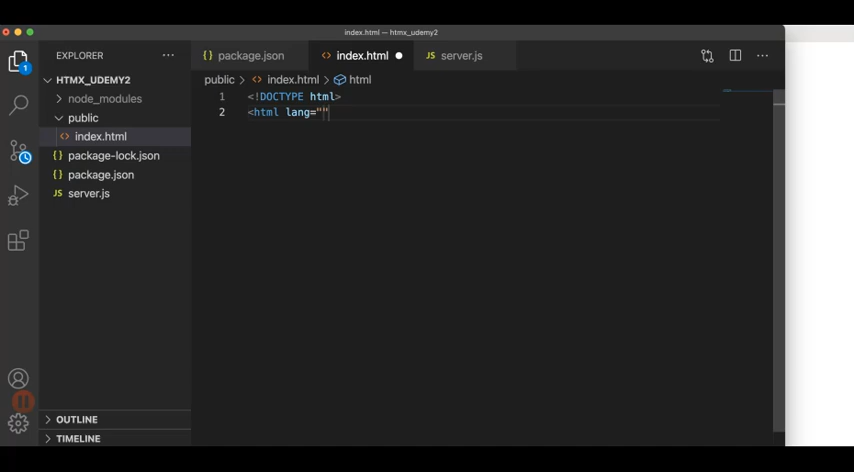 index.html — htmx_udemy2
EXPLORER
{} package.json
<> index.html
JS server.js
HTMX_UDEMY2
public > <> index.html > html
node_modules
1 <!DOCTYPE html>
public
2 <html lang=""
index.html
{} package-lock.json
{} package.json
JS server.js
1
OUTLINE
TIMELINE